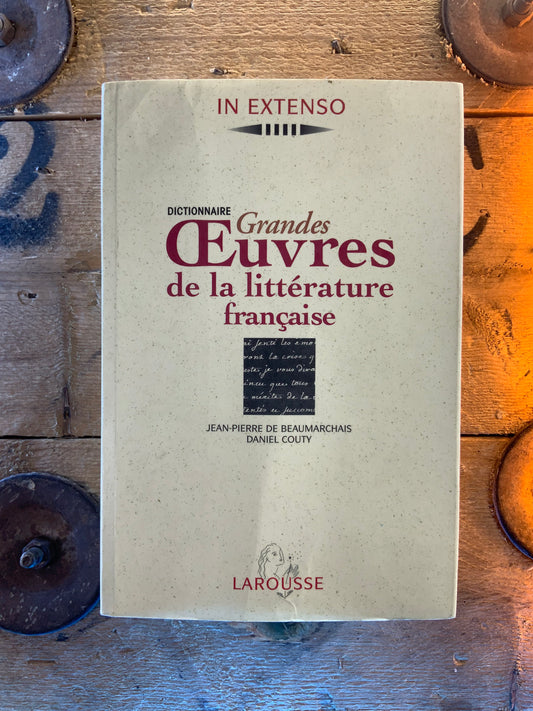 IN EXTENSO
DICTIONNAIRE
Grandes
Œuvres
de la littérature
française
JEAN-PIERRE DE BEAUMARCHAIS
DANIEL COUTY
LAROUSSE